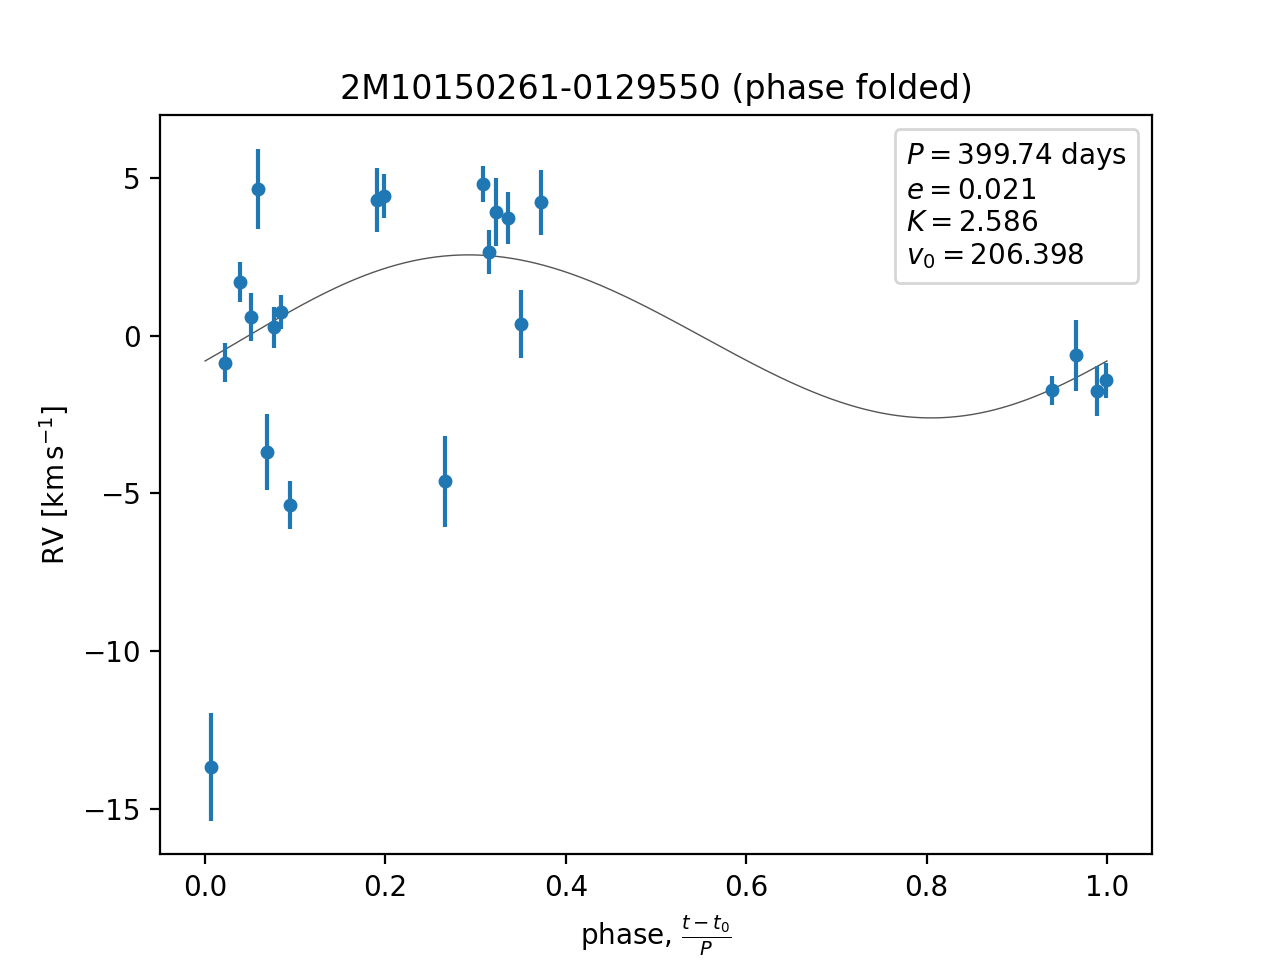 2M10150261-0129550 (phase folded)
P = 399.74 days
e = 0.021
K = 2.586
v₀ = 206.398
5
0
−5
−10
−15
RV [km s⁻¹]
0.0 0.2 0.4 0.6 0.8 1.0
phase, (t − t₀)/P